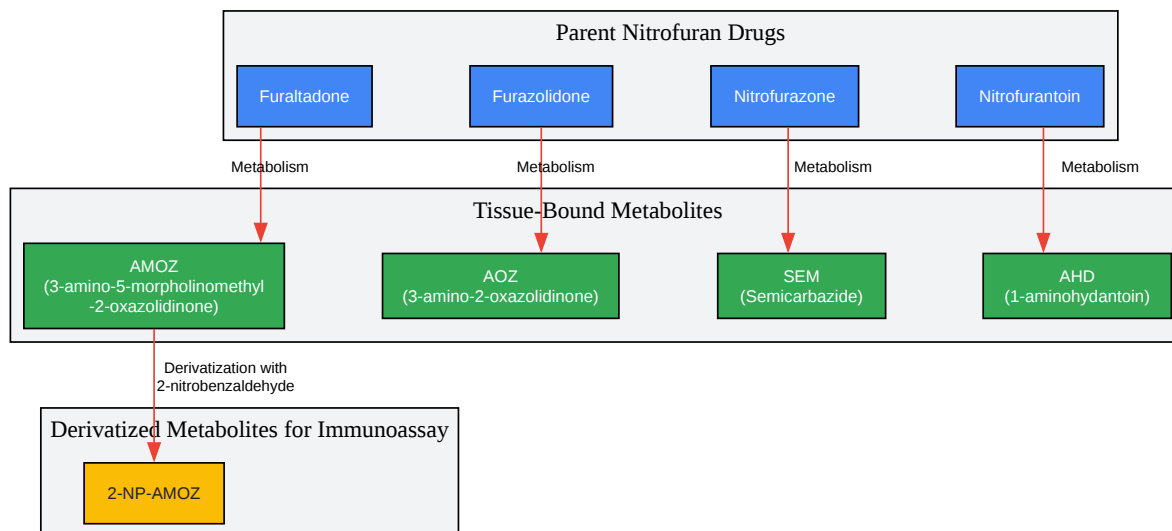 Parent Nitrofuran Drugs
Furaltadone
Furazolidone
Nitrofurazone
Nitrofurantoin
Metabolism
Metabolism
Metabolism
Metabolism
Tissue-Bound Metabolites
AMOZ
(3-amino-5-morpholinomethyl
-2-oxazolidinone)
AOZ
(3-amino-2-oxazolidinone)
SEM
(Semicarbazide)
AHD
(1-aminohydantoin)
Derivatization with
2-nitrobenzaldehyde
Derivatized Metabolites for Immunoassay
2-NP-AMOZ